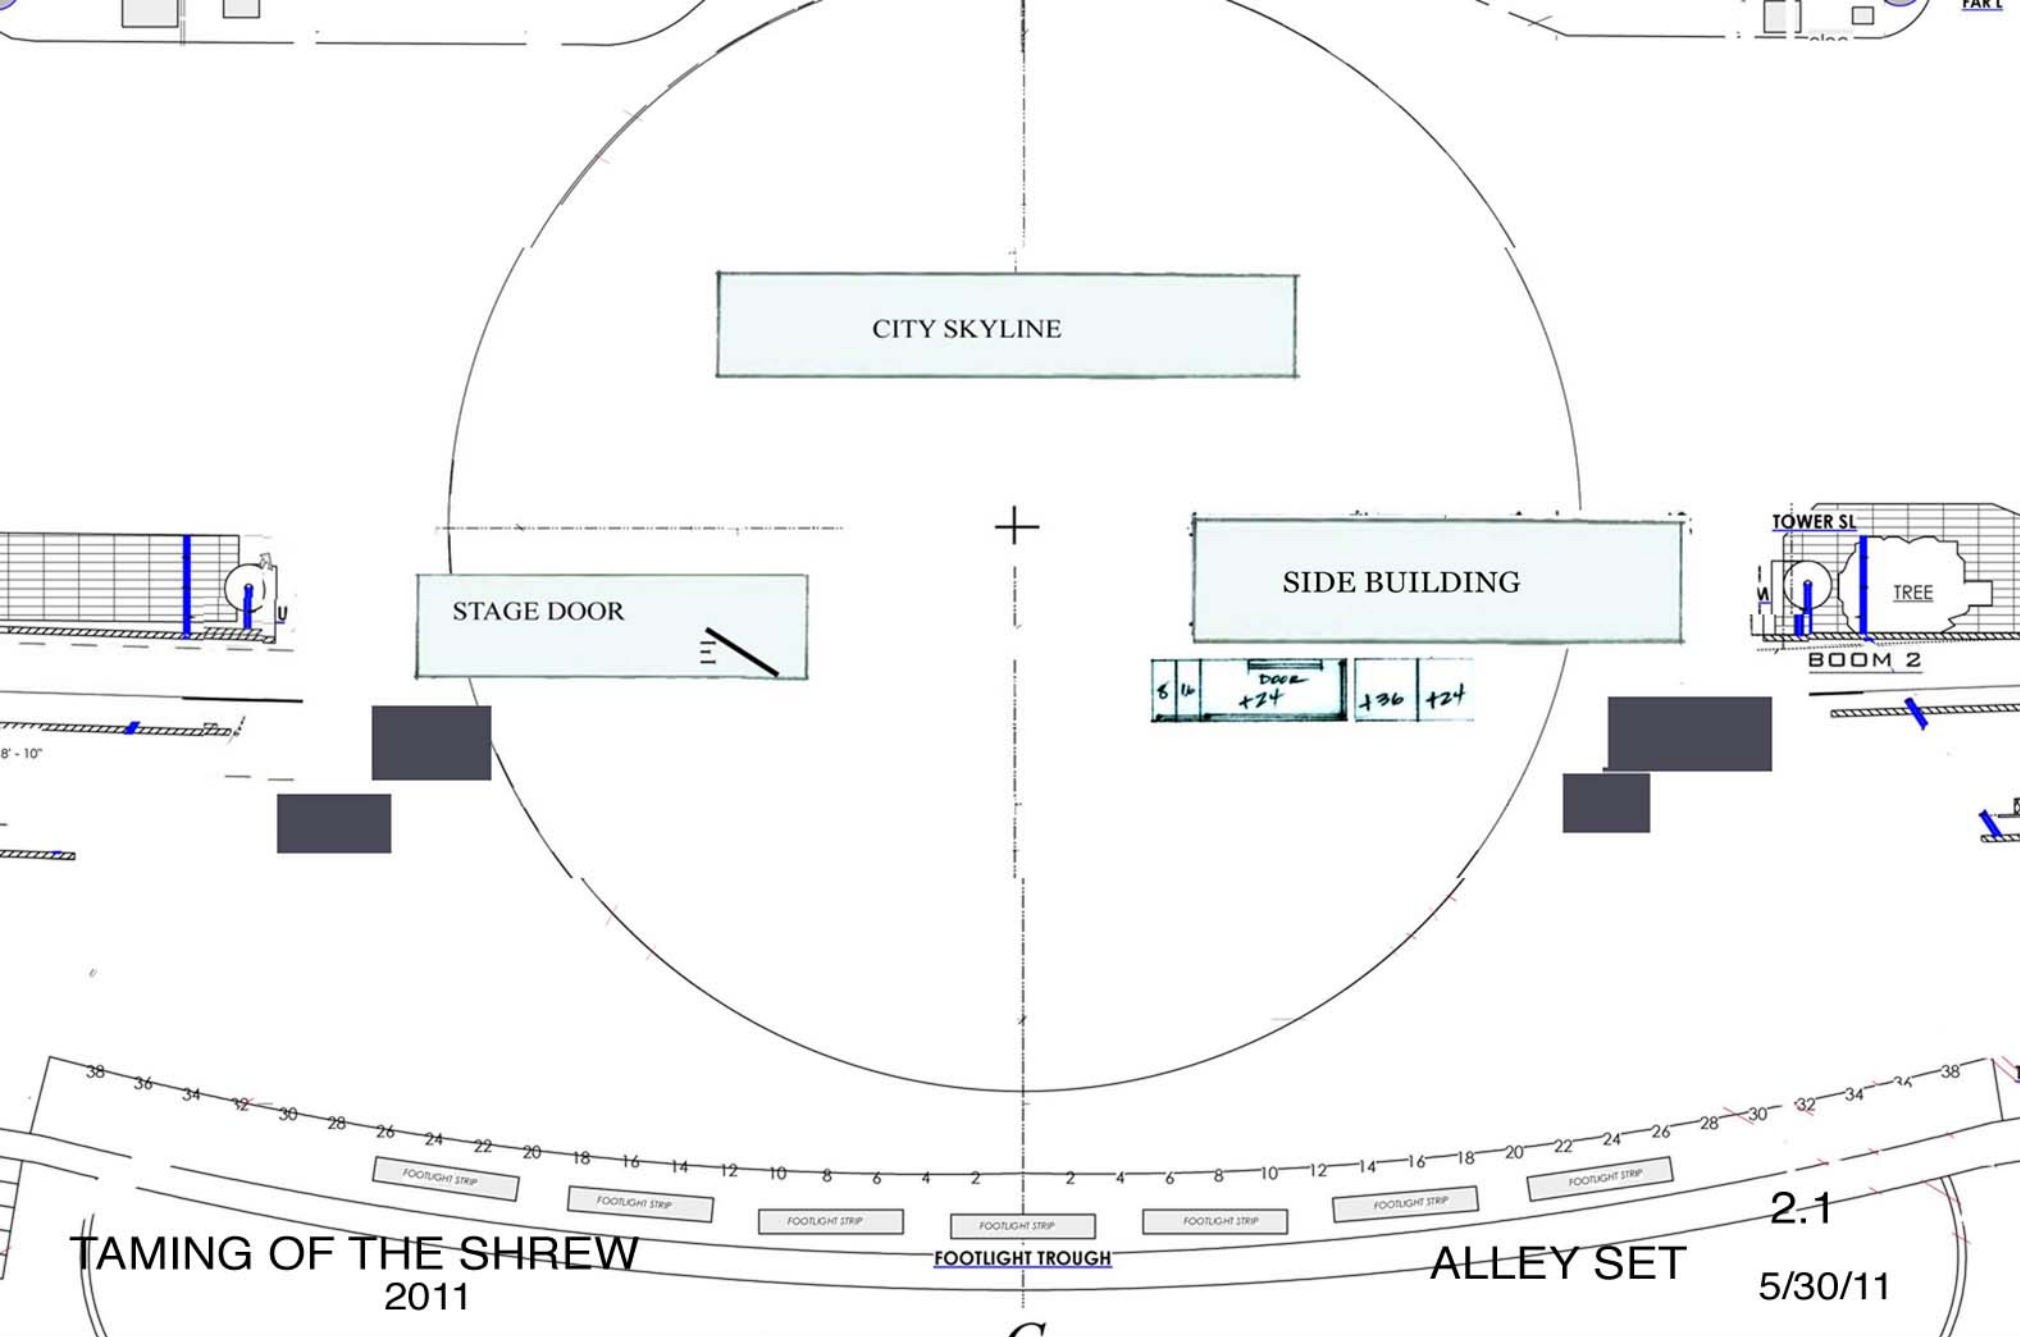 FAR L
elec
CITY SKYLINE
TOWER SL
SIDE BUILDING
STAGE DOOR
TREE
BOOM 2
8 16 DOOR +24 +36 +24
8' - 10"
38 36 34 32 30 28 26 24 22 20 18 16 14 12 10 8 6 4 2 2 4 6 8 10 12 14 16 18 20 22 24 26 28 30 32 34 36 38
FOOTLIGHT STRIP FOOTLIGHT STRIP FOOTLIGHT STRIP FOOTLIGHT STRIP FOOTLIGHT STRIP FOOTLIGHT STRIP FOOTLIGHT STRIP
2.1
FOOTLIGHT TROUGH
TAMING OF THE SHREW
ALLEY SET
2011
5/30/11